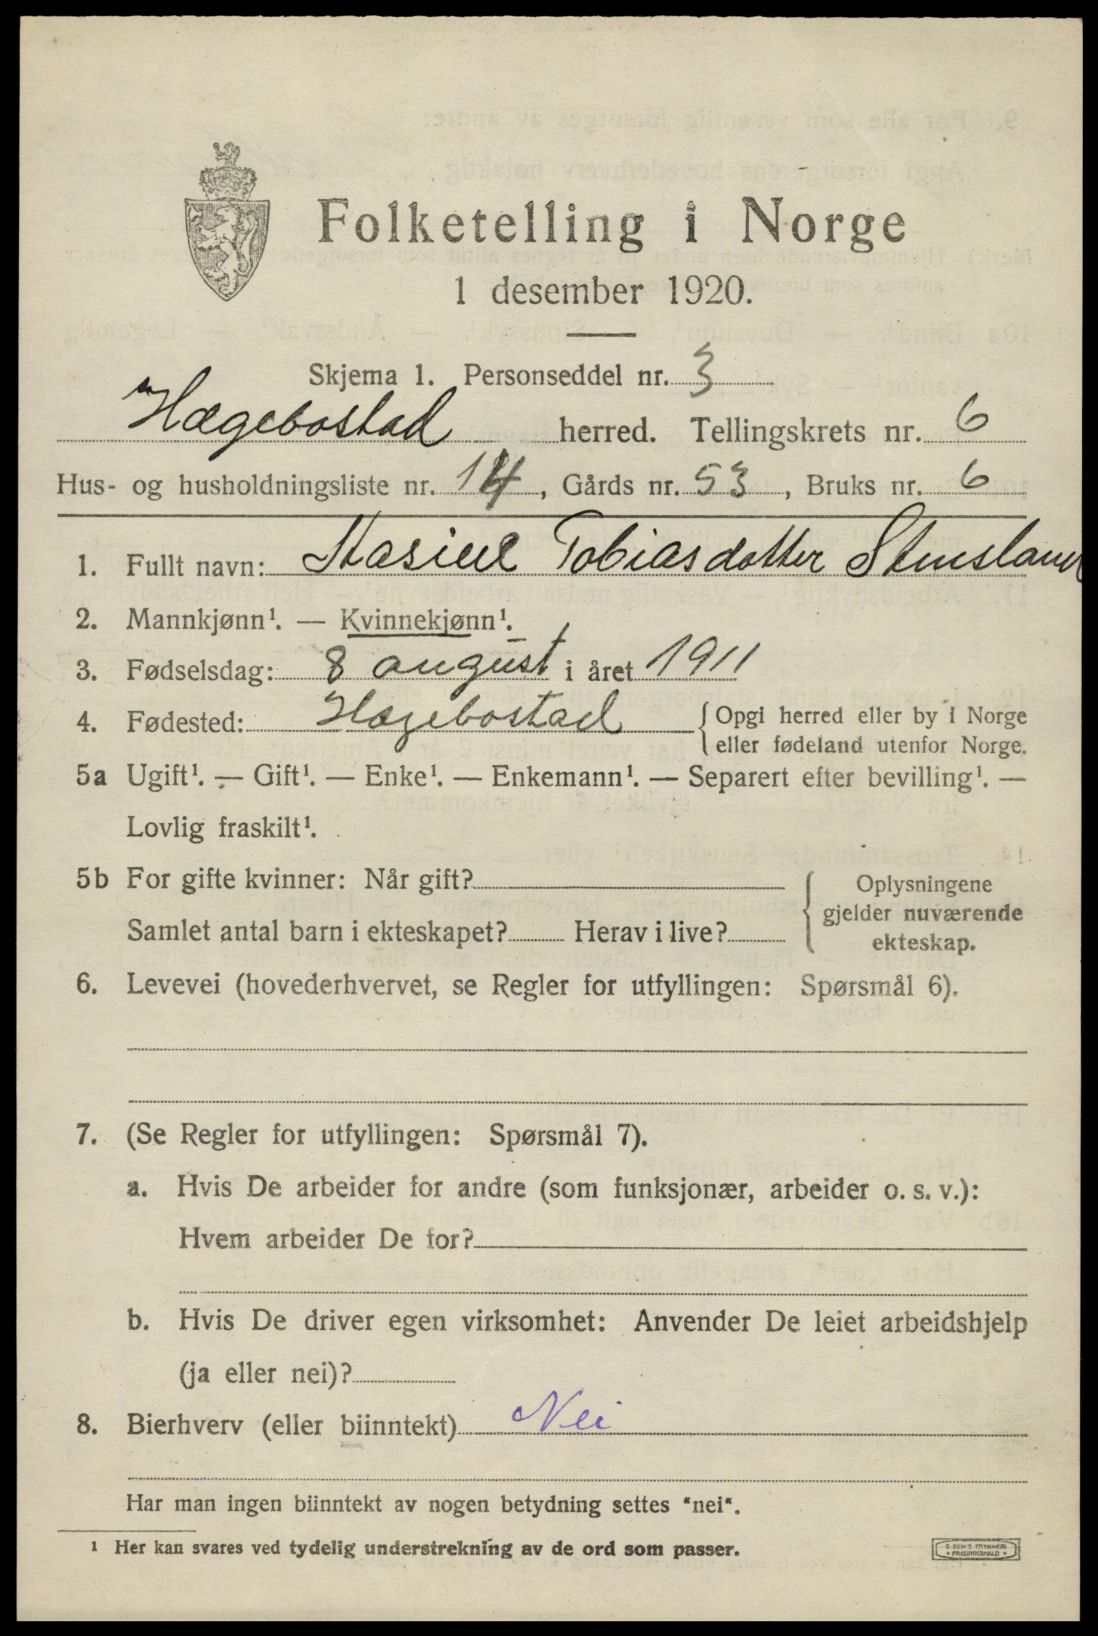 Folketelling i Norge
1 desember 1920.
Skjema 1. Personseddel nr. 3
Hægebostad herred. Tellingskrets nr. 6
Hus- og husholdningsliste nr. 14, Gårds nr. 53, Bruks nr. 6
1. Fullt navn: Tobiasdotter Stensland
2. Mannkjønn¹. — Kvinnekjønn¹.
3. Fødselsdag: 8 august i året 1911
4. Fødested: Hægebostad { Opgi herred eller by i Norge
eller fødeland utenfor Norge.
5a Ugift¹. — Gift¹. — Enke¹. — Enkemann¹. — Separert efter bevilling¹. —
Lovlig fraskilt¹.
5b For gifte kvinner: Når gift?
Samlet antal barn i ekteskapet? Herav i live?
{ Oplysningene
gjelder nuværende
ekteskap.
6. Levevei (hovederhvervet, se Regler for utfyllingen: Spørsmål 6).
7. (Se Regler for utfyllingen: Spørsmål 7).
a. Hvis De arbeider for andre (som funksjonær, arbeider o. s. v.):
Hvem arbeider De for?
b. Hvis De driver egen virksomhet: Anvender De leiet arbeidshjelp
(ja eller nei)?
8. Bierhverv (eller biinntekt) Nei
Har man ingen biinntekt av nogen betydning settes "nei".
¹ Her kan svares ved tydelig understrekning av de ord som passer.